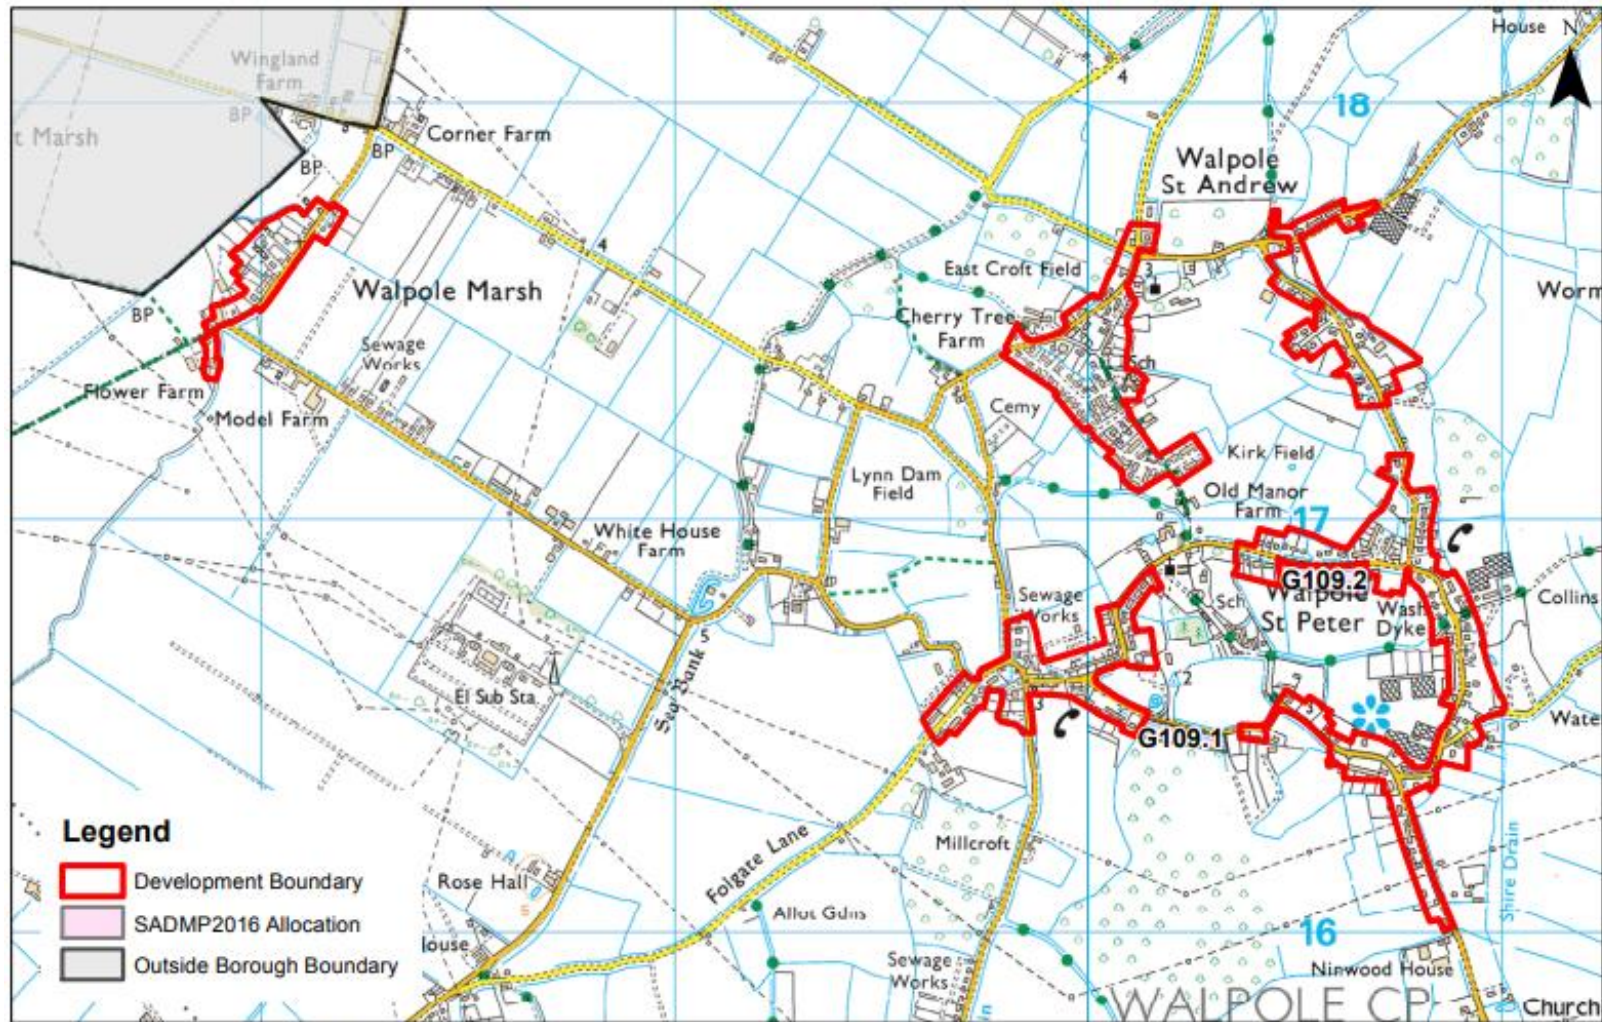 House
N
Wingland
Farm
BP
t Marsh
BP
BP
Corner Farm
4
18
Walpole
St Andrew
4
East Croft Field
3
Walpole Marsh
Worm
Cherry Tree
Farm
BP
Sewage
Works
Sch
Flower Farm
Model Farm
Cemy
Kirk Field
Lynn Dam
Field
Old Manor
Farm
17
White House
Farm
G109.2
Walpole
St Peter
Sewage
Works
Sch
Wash
Dyke
Collins
5
El Sub Sta
Sea Bank
2
3
Wate
G109.1
Legend
Development Boundary
SADMP2016 Allocation
Outside Borough Boundary
Rose Hall
Folgate Lane
Millcroft
Shire Drain
Allot Gdns
16
louse
Sewage
Works
Ninwood House
WALPOLE CP
Church
in